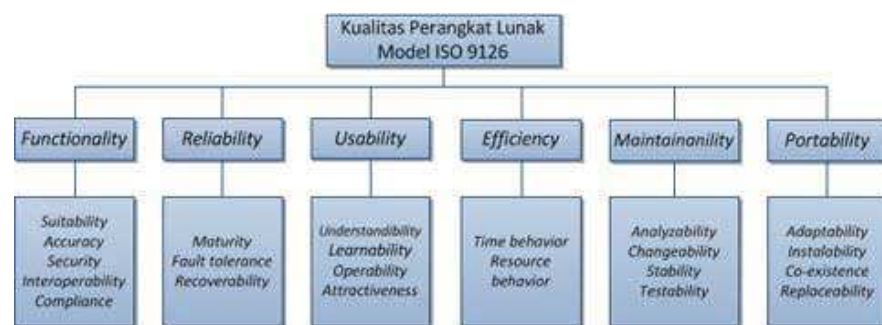 Kualitas Perangkat Lunak
Model ISO 9126
Functionality
Reliability
Usability
Efficiency
Maintainanility
Portability
Suitability
Accuracy
Security
Interoperability
Compliance
Maturity
Fault tolerance
Recoverability
Understandibility
Learnability
Operability
Attractiveness
Time behavior
Resource
behavior
Analyzability
Changeability
Stability
Testability
Adaptability
Instalability
Co-existence
Replaceability